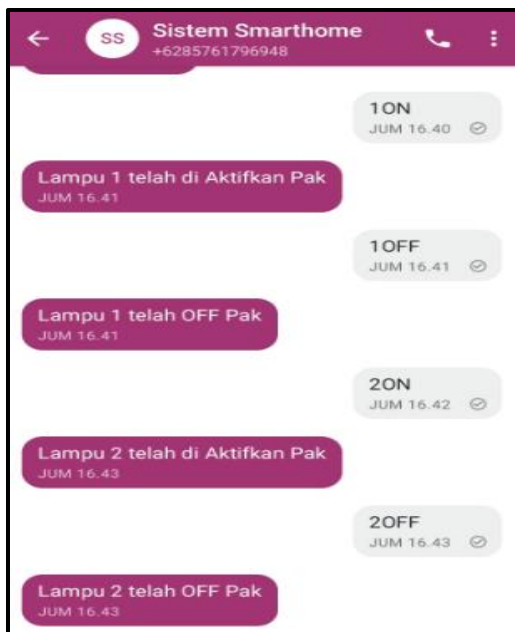 SS
Sistem Smarthome
+6285761796948
1ON
JUM 16.40
Lampu 1 telah di Aktifkan Pak
JUM 16.41
1OFF
JUM 16.41
Lampu 1 telah OFF Pak
JUM 16.41
2ON
JUM 16.42
Lampu 2 telah di Aktifkan Pak
JUM 16.43
2OFF
JUM 16.43
Lampu 2 telah OFF Pak
JUM 16.43